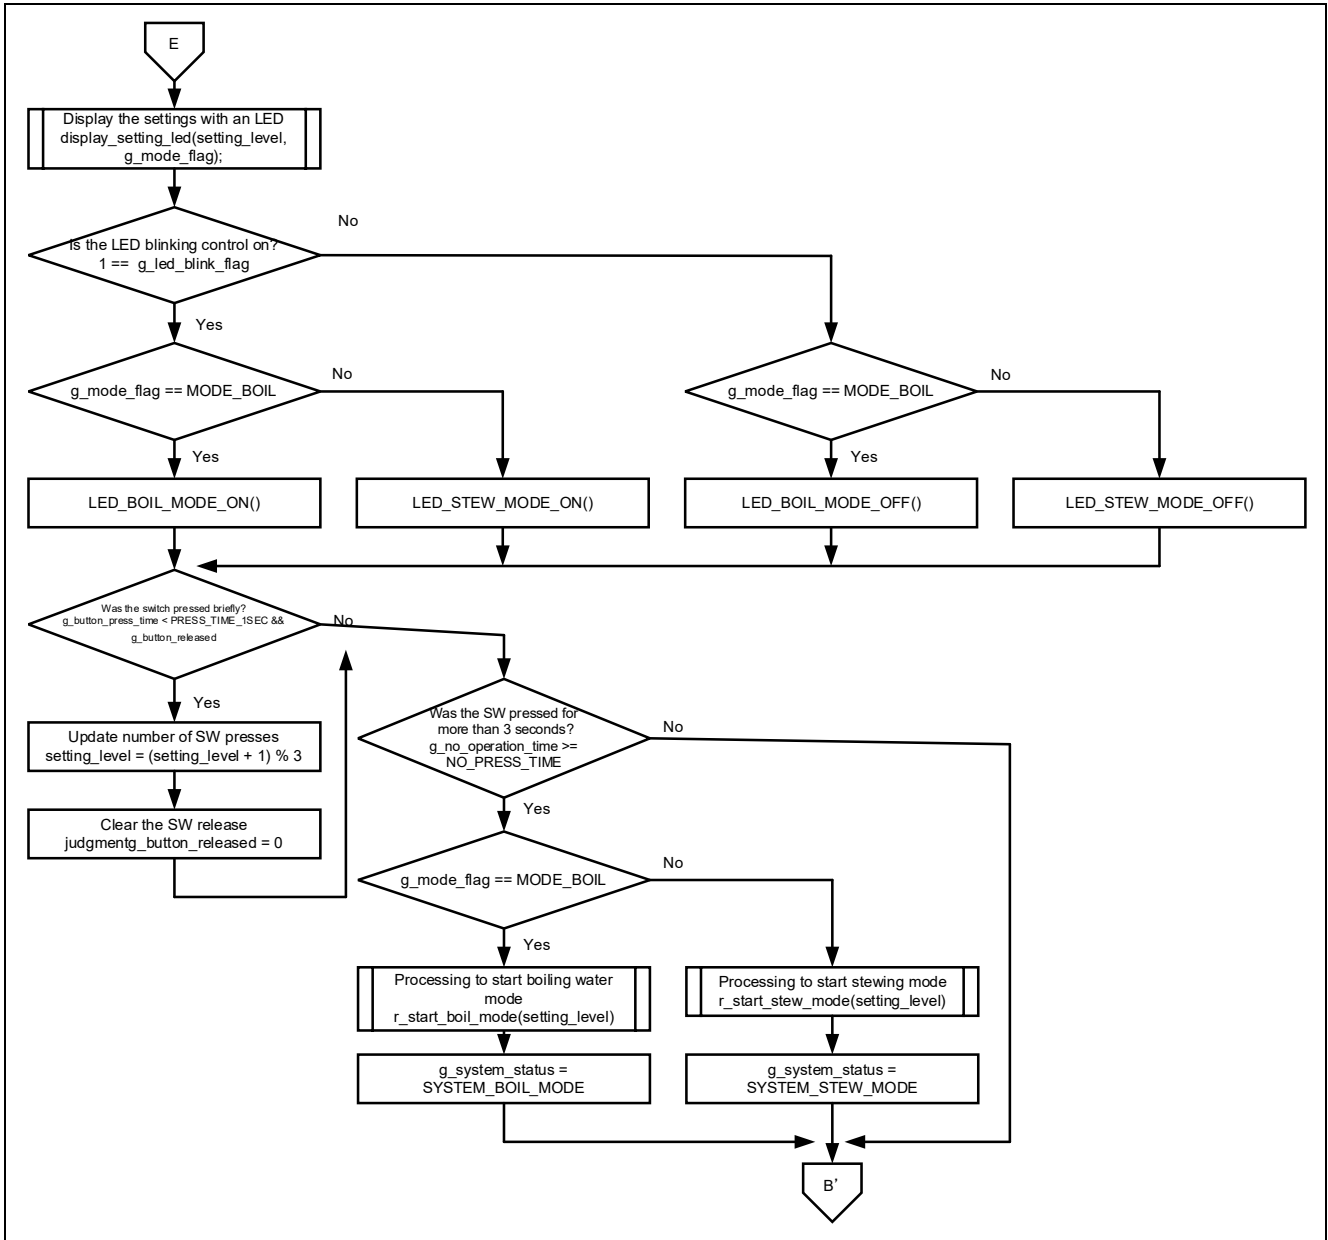 E
Display the settings with an LED
display_setting_led(setting_level,
g_mode_flag);
No
Is the LED blinking control on?
1 == g_led_blink_flag
Yes
g_mode_flag == MODE_BOIL
No
g_mode_flag == MODE_BOIL
No
Yes
Yes
LED_BOIL_MODE_ON()
LED_STEW_MODE_ON()
LED_BOIL_MODE_OFF()
LED_STEW_MODE_OFF()
Was the switch pressed briefly?
g_button_press_time < PRESS_TIME_1SEC &&
g_button_released
No
Yes
Update number of SW presses
setting_level = (setting_level + 1) % 3
Clear the SW release
judgmentg_button_released = 0
Was the SW pressed for
more than 3 seconds?
g_no_operation_time >=
NO_PRESS_TIME
No
Yes
g_mode_flag == MODE_BOIL
No
Yes
Processing to start boiling water
mode
r_start_boil_mode(setting_level)
Processing to start stewing mode
r_start_stew_mode(setting_level)
g_system_status =
SYSTEM_BOIL_MODE
g_system_status =
SYSTEM_STEW_MODE
B’